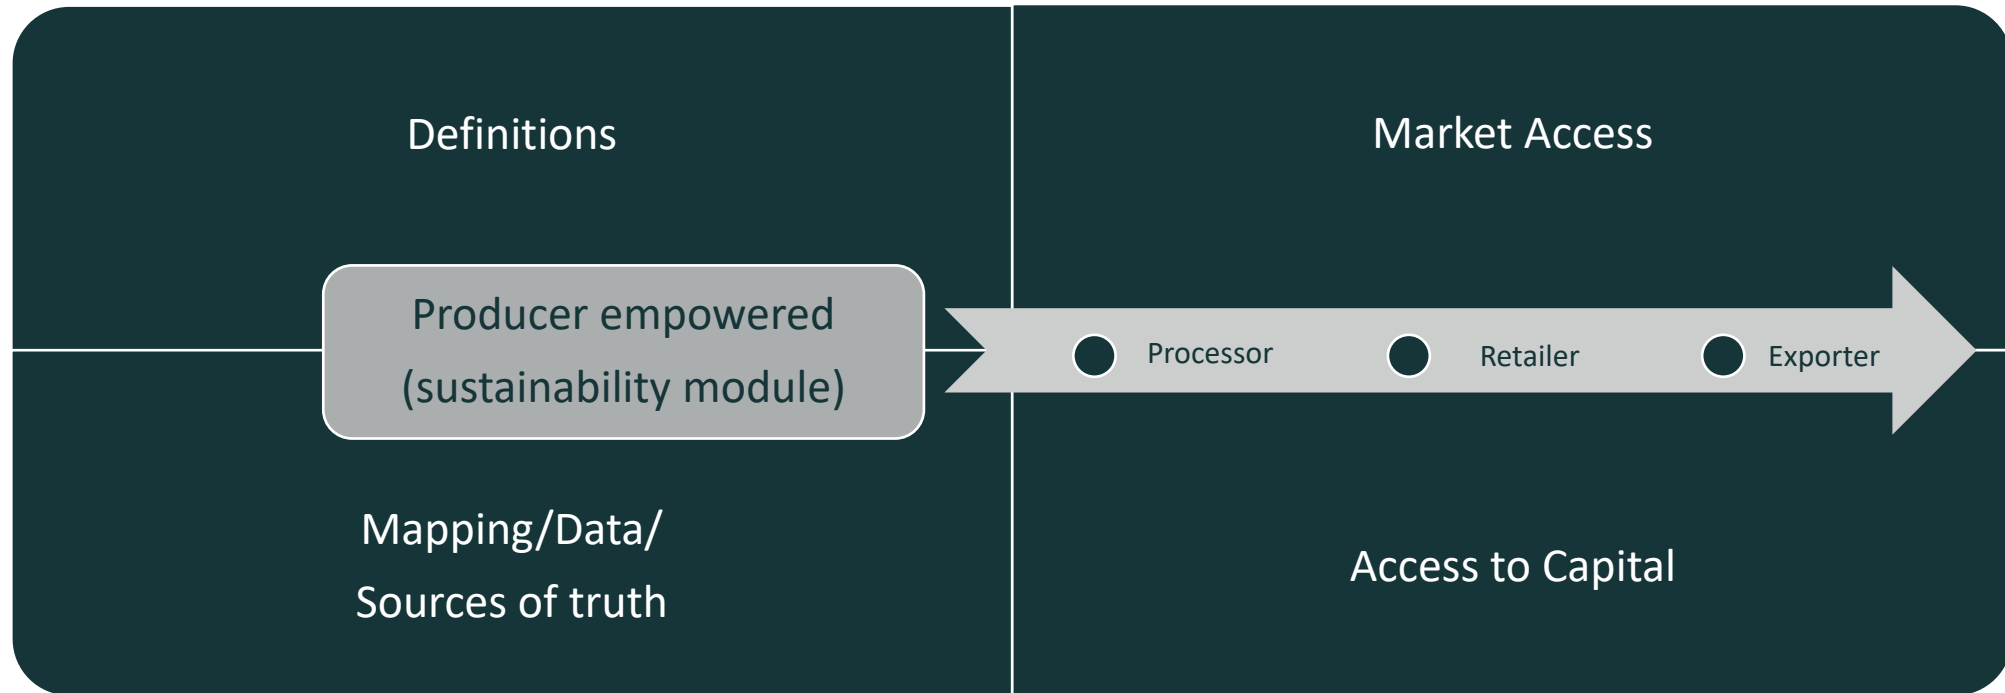 Definitions
Market Access
Producer empowered
(sustainability module)
Processor
Retailer
Exporter
Mapping/Data/
Sources of truth
Access to Capital